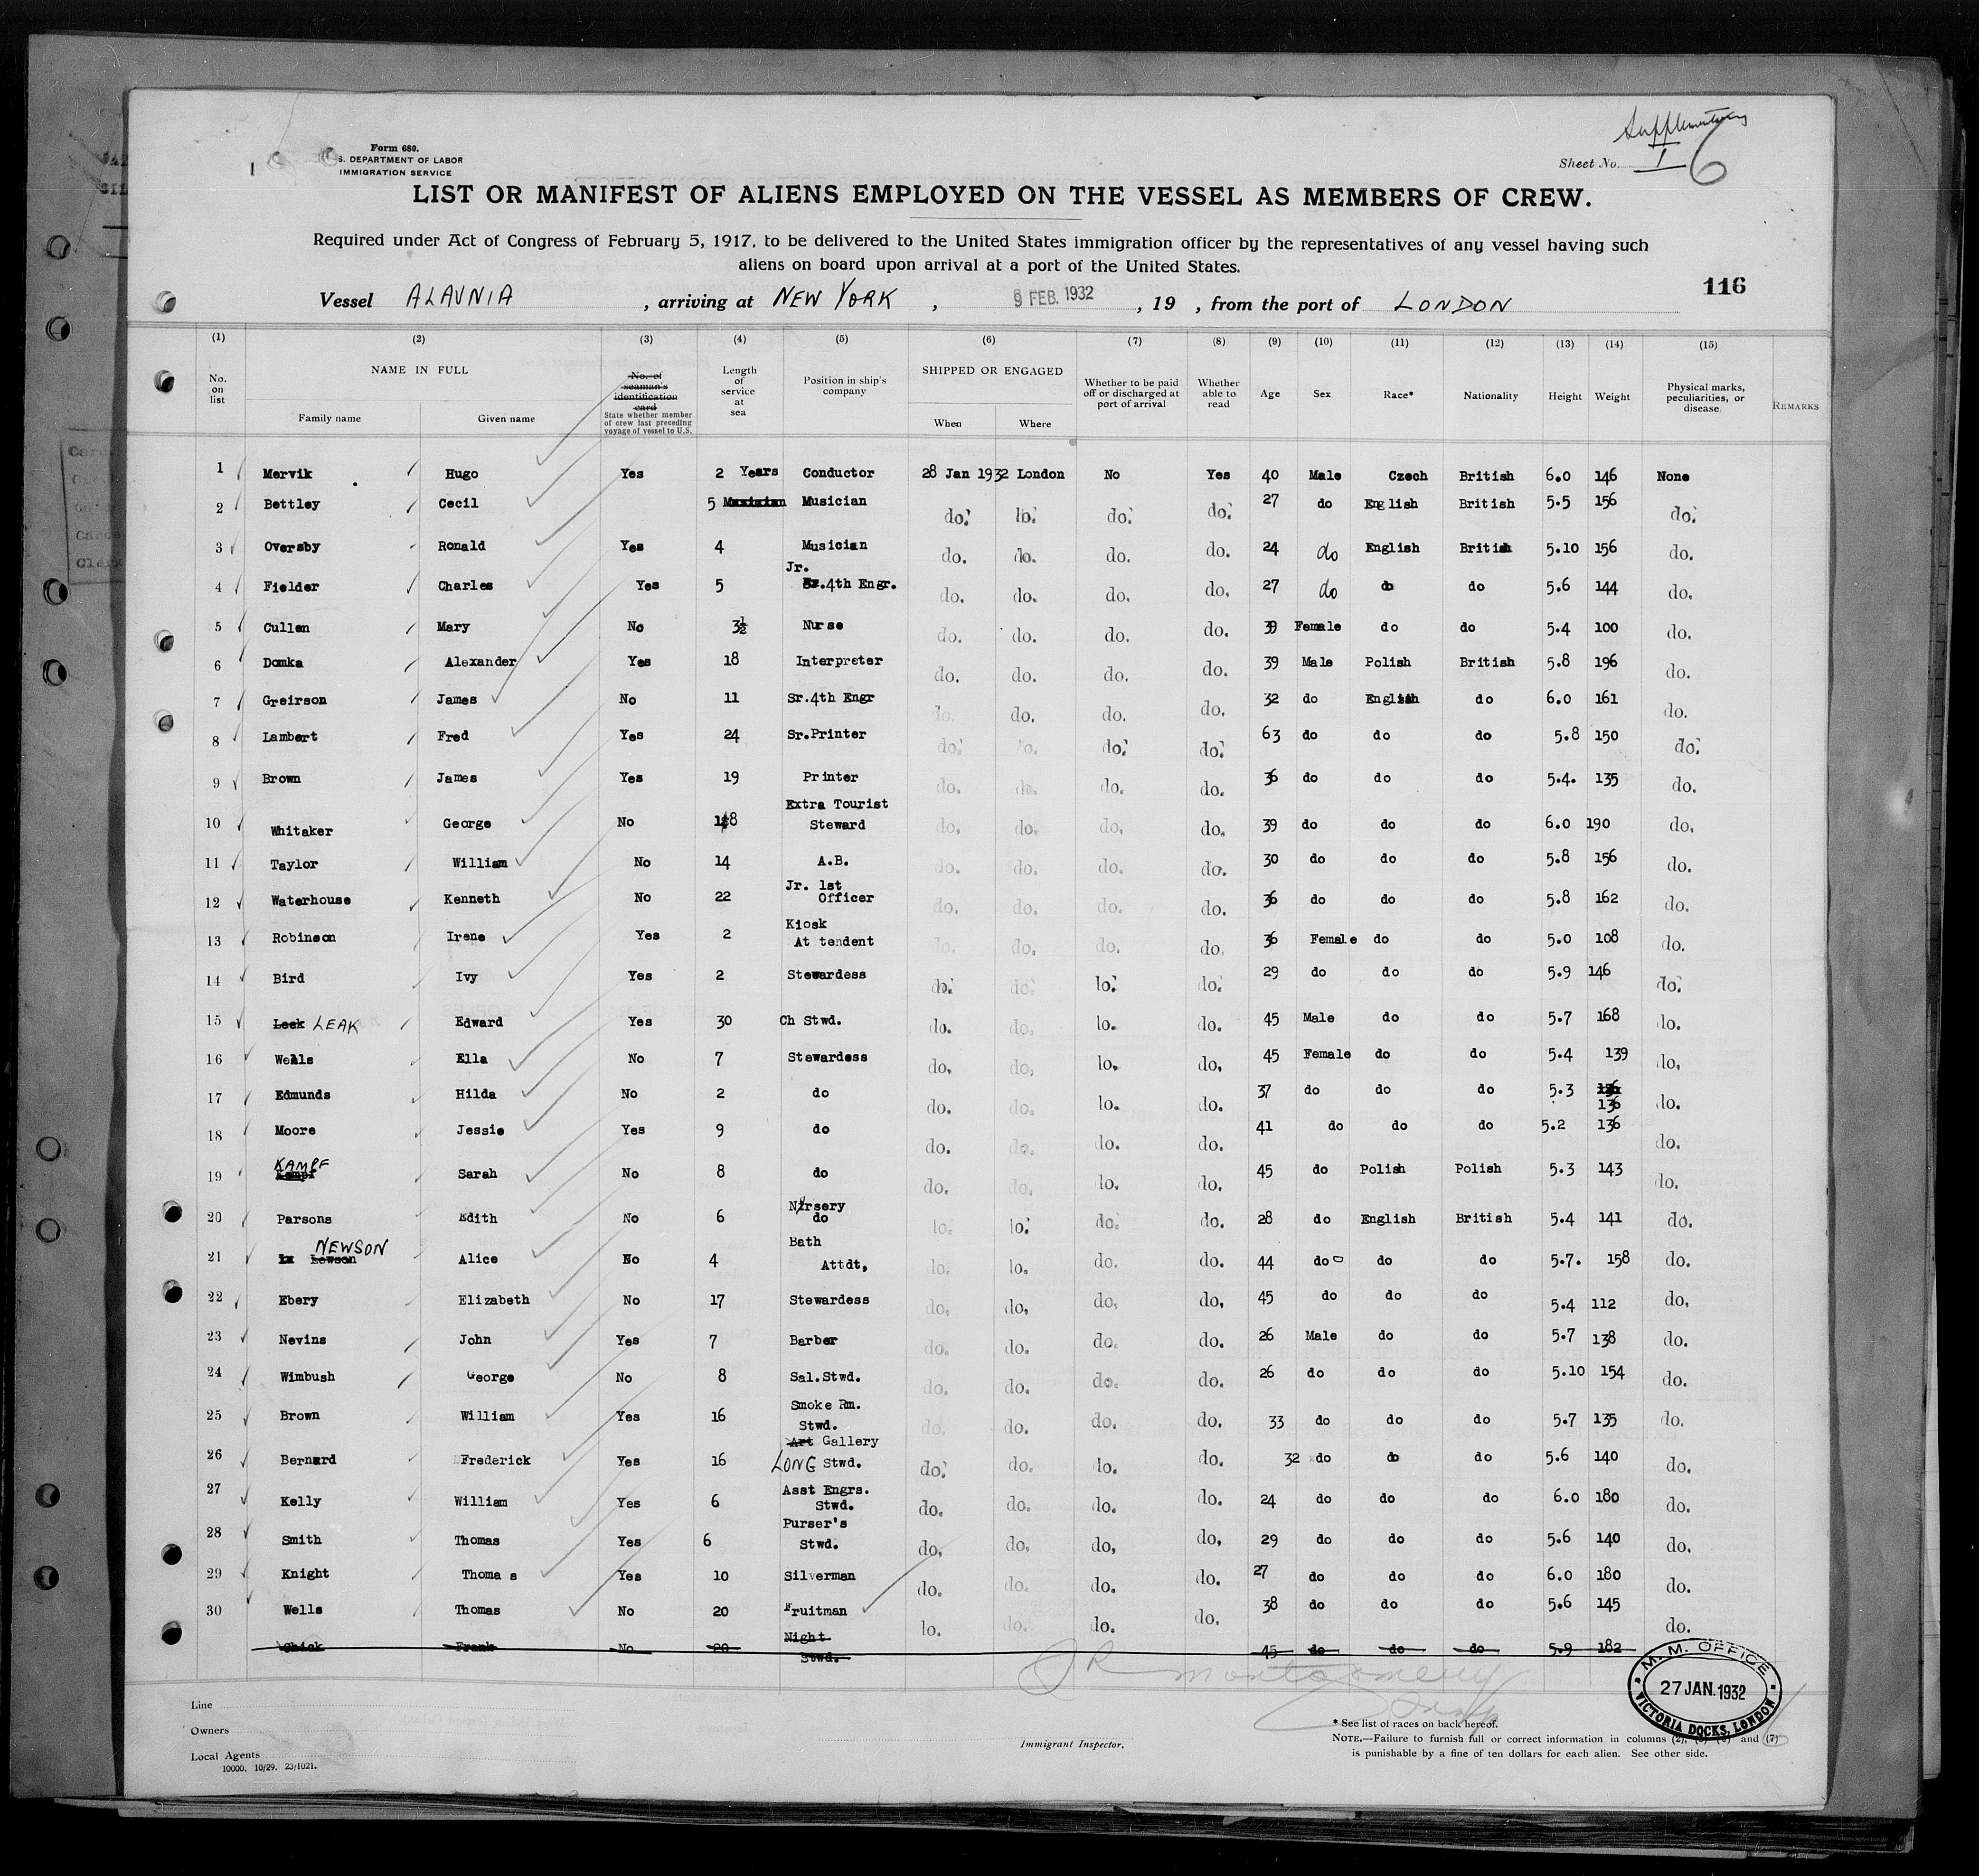 Supplementary
Form 680.
S. DEPARTMENT OF LABOR
IMMIGRATION SERVICE
Sheet No. I 6
LIST OR MANIFEST OF ALIENS EMPLOYED ON THE VESSEL AS MEMBERS OF CREW.
Required under Act of Congress of February 5, 1917, to be delivered to the United States immigration officer by the representatives of any vessel having such
aliens on board upon arrival at a port of the United States.
116
Vessel ALAUNIA, arriving at NEW YORK, 9 FEB. 1932, 19 , from the port of LONDON
(1) (2) (3) (4) (5) (6) (7) (8) (9) (10) (11) (12) (13) (14) (15)
No. on list NAME IN FULL Family name Given name No. of seaman's identification card State whether member of crew last preceding voyage of vessel to U.S. Length of service at sea Position in ship's company SHIPPED OR ENGAGED When Where Whether to be paid off or discharged at port of arrival Whether able to read Age Sex Race* Nationality Height Weight Physical marks, peculiarities, or disease REMARKS
1 Mervik Hugo Yes 2 Years Conductor 28 Jan 1932 London No Yes 40 Male Czech British 6.0 146 None
2 Bettley Cecil 5 Musician do. do. do. do. 27 do English British 5.5 156 do.
3 Oversby Ronald Yes 4 Musician do. do. do. do. 24 do English British 5.10 156 do.
4 Fielder Charles Yes 5 Jr. Sr.4th Engr. do. do. do. do. 27 do do do 5.6 144 do.
5 Cullen Mary No 3½ Nurse do. do. do. do. 39 Female do do 5.4 100 do.
6 Domka Alexander Yes 18 Interpreter do. do. do. do. 39 Male Polish British 5.8 196 do.
7 Greirson James No 11 Sr.4th Engr do. do. do. do. 32 do English do 6.0 161 do.
8 Lambert Fred Yes 24 Sr.Printer do. do. do. do. 63 do do do 5.8 150 do.
9 Brown James Yes 19 Printer do. do. do. do. 36 do do do 5.4. 135 do.
10 Whitaker George No 18 Extra Tourist Steward do. do. do. do. 39 do do do 6.0 190 do.
11 Taylor William No 14 A.B. do. do. do. do. 30 do do do 5.8 156 do.
12 Waterhouse Kenneth No 22 Jr. 1st Officer do. do. do. do. 36 do do do 5.8 162 do.
13 Robinson Irene Yes 2 Kiosk Attendent do. do. do. do. 36 Female do do 5.0 108 do.
14 Bird Ivy Yes 2 Stewardess do. do. do. do. 29 do do do 5.9 146 do.
15 Leek LEAK Edward Yes 30 Ch Stwd. do. do. do. do. 45 Male do do 5.7 168 do.
16 Wells Ella No 7 Stewardess do. do. do. do. 45 Female do do 5.4 139 do.
17 Edmunds Hilda No 2 do do. do. do. do. 37 do do do 5.3 136 do.
18 Moore Jessie Yes 9 do do. do. do. do. 41 do do do 5.2 136 do.
19 KAMPF Sarah No 8 do do. do. do. do. 45 do Polish Polish 5.3 143 do.
20 Parsons Edith No 6 Nursery do do. do. do. do. 28 do English British 5.4 141 do.
21 Lewson NEWSON Alice No 4 Bath Attdt. do. do. do. do. 44 do do do 5.7. 158 do.
22 Ebery Elizabeth No 17 Stewardess do. do. do. do. 45 do do do 5.4 112 do.
23 Nevins John Yes 7 Barber do. do. do. do. 26 Male do do 5.7 138 do.
24 Wimbush George No 8 Sal.Stwd. do. do. do. do. 26 do do do 5.10 154 do.
25 Brown William Yes 16 Smoke Rm. Stwd. do. do. do. do. 33 do do do 5.7 135 do.
26 Bernard Frederick Yes 16 Art Gallery LONG Stwd. do. do. do. do. 32 do do do 5.6 140 do.
27 Kelly William Yes 6 Asst Engrs. Stwd. do. do. do. do. 24 do do do 6.0 180 do.
28 Smith Thomas Yes 6 Purser's Stwd. do. do. do. do. 29 do do do 5.6 140 do.
29 Knight Thomas Yes 10 Silverman do. do. do. do. 27 do do do 6.0 180 do.
30 Wells Thomas No 20 Fruitman do. do. do. do. 38 do do do 5.6 145 do.
Chick Frank No 20 Night Stwd. 45 do do do 5.9 182
Montgomery
M. M. OFFICE
27 JAN. 1932
VICTORIA DOCKS, LONDON
Line
Owners
Local Agents
10000, 10/29. 23/1021.
Immigrant Inspector.
* See list of races on back hereof.
NOTE.—Failure to furnish full or correct information in columns (2), (6) and (7)
is punishable by a fine of ten dollars for each alien. See other side.